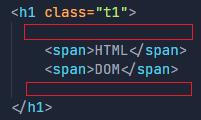 <h1 class="t1">
<span>HTML</span>
<span>DOM</span>
</h1>